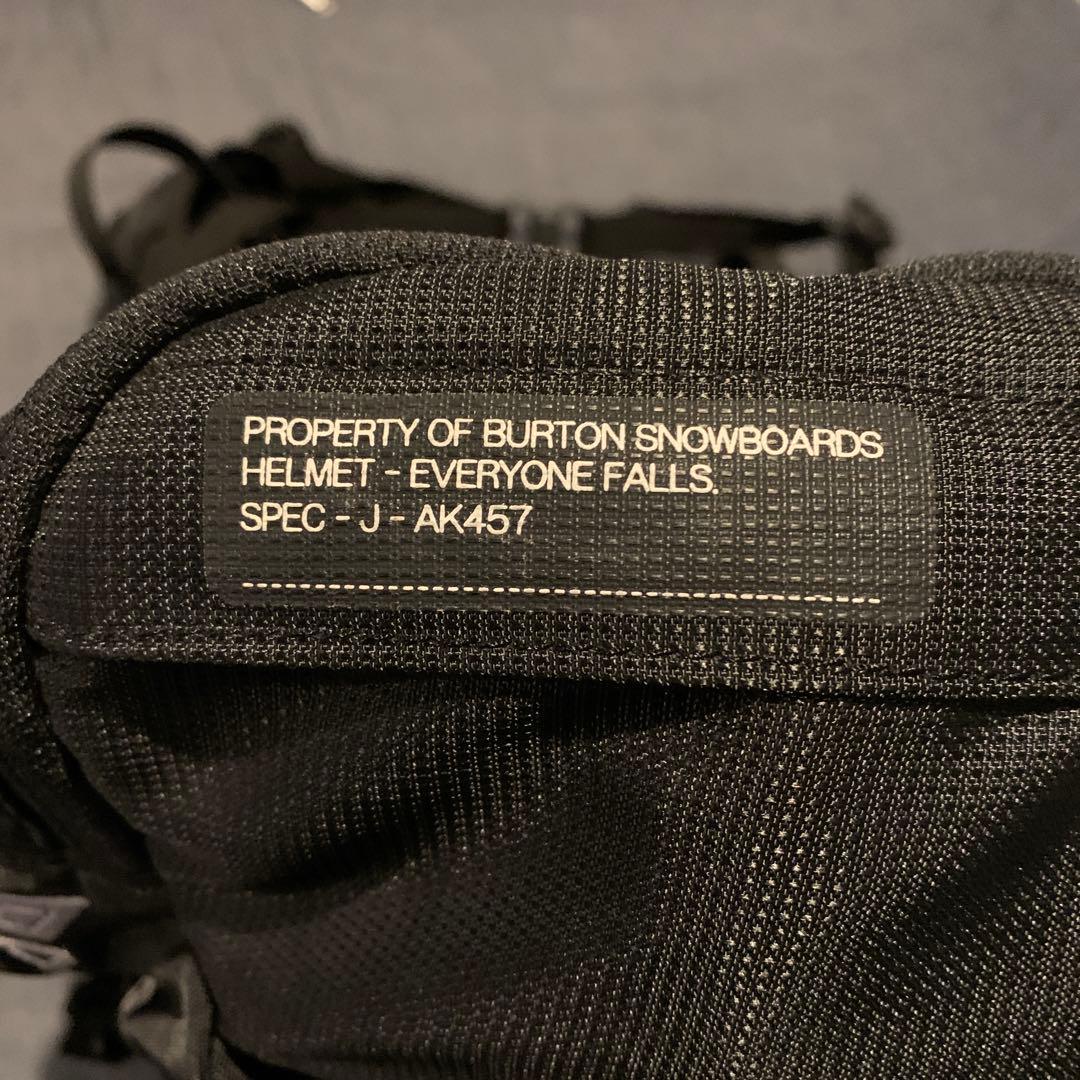 PROPERTY OF BURTON SNOWBOARDS
HELMET - EVERYONE FALLS.
SPEC - J - AK457